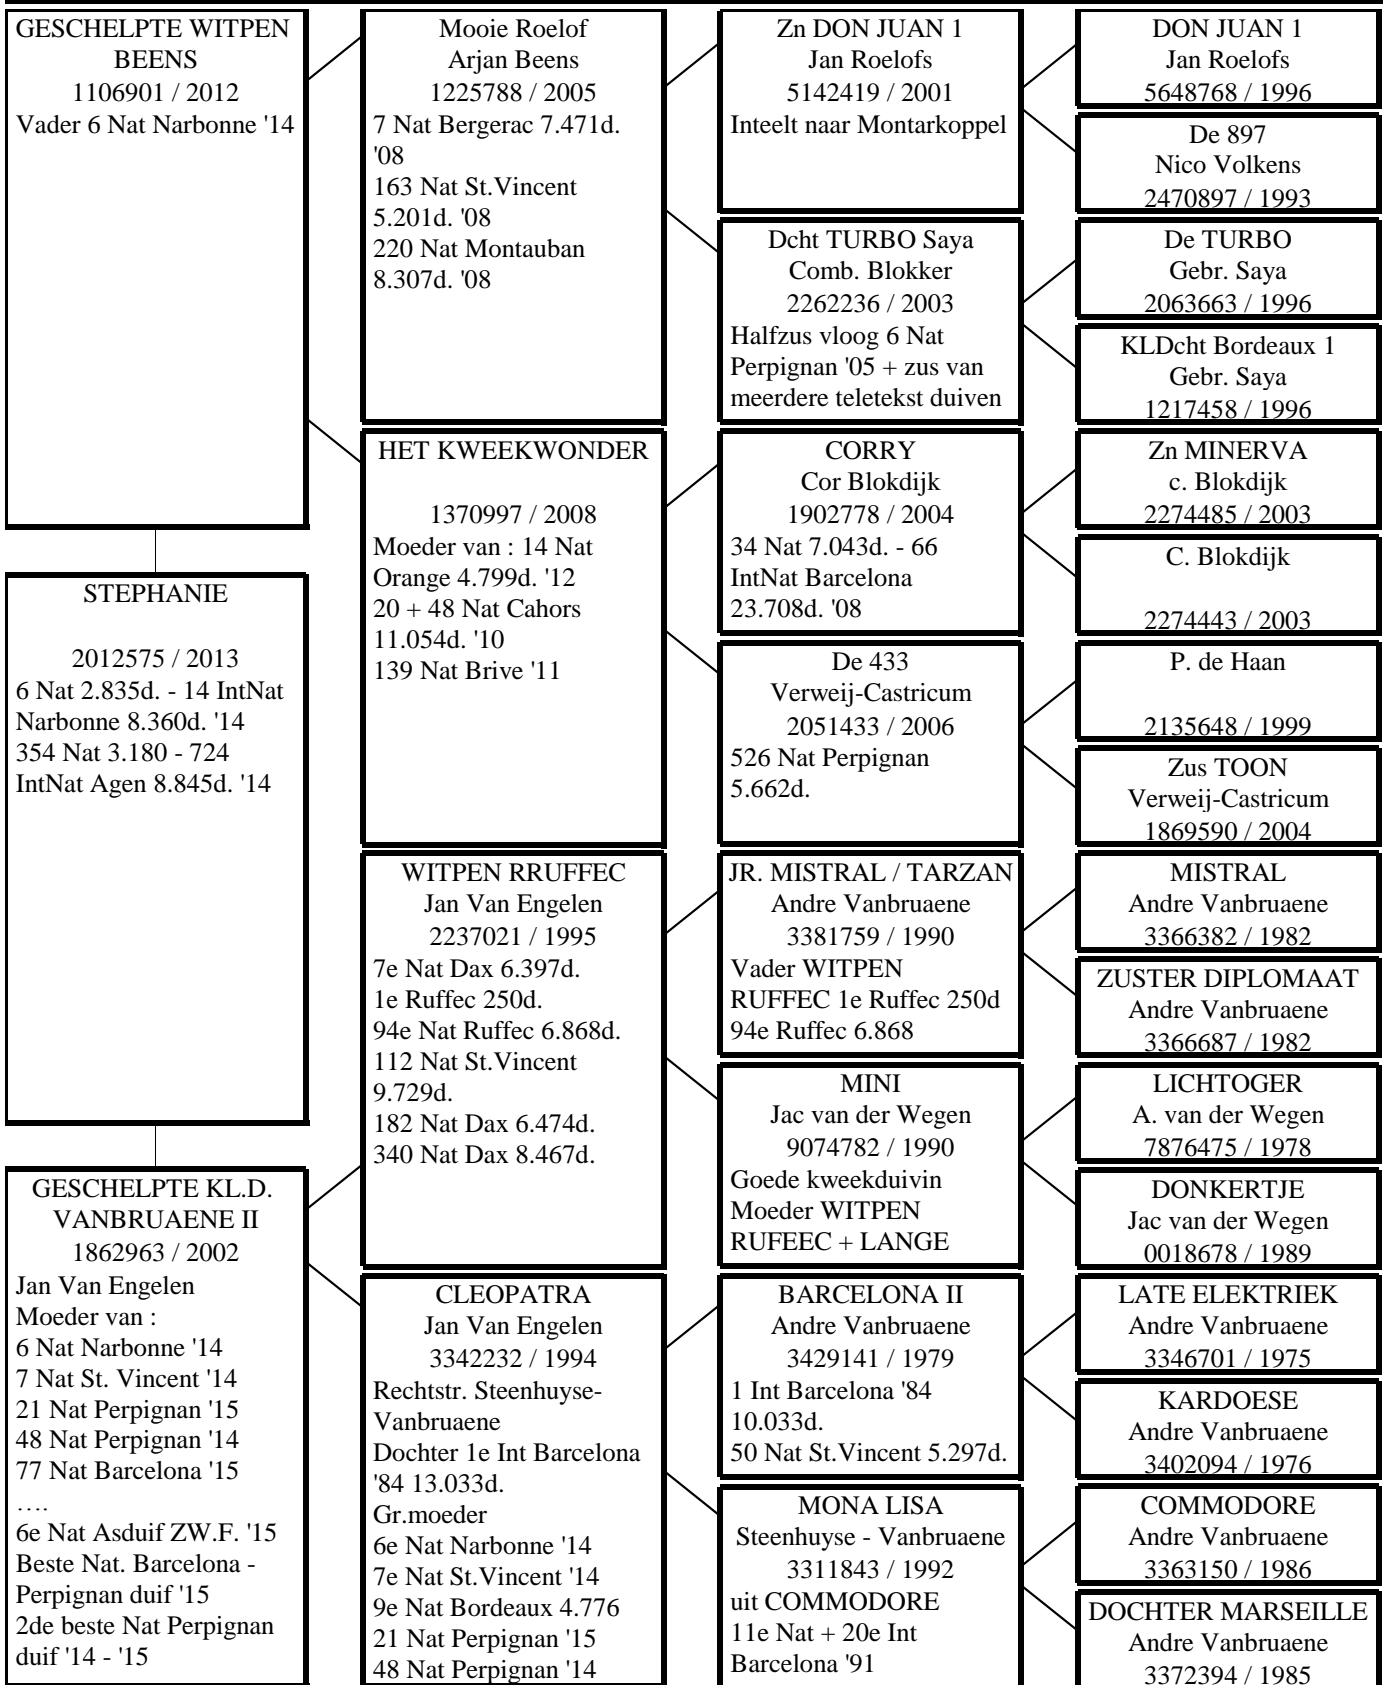 GESCHELPTE WITPEN
BEENS
1106901 / 2012
Vader 6 Nat Narbonne '14
STEPHANIE
2012575 / 2013
6 Nat 2.835d. - 14 IntNat
Narbonne 8.360d. '14
354 Nat 3.180 - 724
IntNat Agen 8.845d. '14
GESCHELPTE KL.D.
VANBRUAENE II
1862963 / 2002
Jan Van Engelen
Moeder van :
6 Nat Narbonne '14
7 Nat St. Vincent '14
21 Nat Perpignan '15
48 Nat Perpignan '14
77 Nat Barcelona '15
….
6e Nat Asduif ZW.F. '15
Beste Nat. Barcelona -
Perpignan duif '15
2de beste Nat Perpignan
duif '14 - '15
Mooie Roelof
Arjan Beens
1225788 / 2005
7 Nat Bergerac 7.471d.
'08
163 Nat St.Vincent
5.201d. '08
220 Nat Montauban
8.307d. '08
HET KWEEKWONDER
1370997 / 2008
Moeder van : 14 Nat
Orange 4.799d. '12
20 + 48 Nat Cahors
11.054d. '10
139 Nat Brive '11
WITPEN RRUFFEC
Jan Van Engelen
2237021 / 1995
7e Nat Dax 6.397d.
1e Ruffec 250d.
94e Nat Ruffec 6.868d.
112 Nat St.Vincent
9.729d.
182 Nat Dax 6.474d.
340 Nat Dax 8.467d.
CLEOPATRA
Jan Van Engelen
3342232 / 1994
Rechtstr. Steenhuyse-
Vanbruaene
Dochter 1e Int Barcelona
'84 13.033d.
Gr.moeder
6e Nat Narbonne '14
7e Nat St.Vincent '14
9e Nat Bordeaux 4.776
21 Nat Perpignan '15
48 Nat Perpignan '14
Zn DON JUAN 1
Jan Roelofs
5142419 / 2001
Inteelt naar Montarkoppel
Dcht TURBO Saya
Comb. Blokker
2262236 / 2003
Halfzus vloog 6 Nat
Perpignan '05 + zus van
meerdere teletekst duiven
CORRY
Cor Blokdijk
1902778 / 2004
34 Nat 7.043d. - 66
IntNat Barcelona
23.708d. '08
De 433
Verweij-Castricum
2051433 / 2006
526 Nat Perpignan
5.662d.
JR. MISTRAL / TARZAN
Andre Vanbruaene
3381759 / 1990
Vader WITPEN
RUFFEC 1e Ruffec 250d
94e Ruffec 6.868
MINI
Jac van der Wegen
9074782 / 1990
Goede kweekduivin
Moeder WITPEN
RUFEEC + LANGE
BARCELONA II
Andre Vanbruaene
3429141 / 1979
1 Int Barcelona '84
10.033d.
50 Nat St.Vincent 5.297d.
MONA LISA
Steenhuyse - Vanbruaene
3311843 / 1992
uit COMMODORE
11e Nat + 20e Int
Barcelona '91
DON JUAN 1
Jan Roelofs
5648768 / 1996
De 897
Nico Volkens
2470897 / 1993
De TURBO
Gebr. Saya
2063663 / 1996
KLDcht Bordeaux 1
Gebr. Saya
1217458 / 1996
Zn MINERVA
c. Blokdijk
2274485 / 2003
C. Blokdijk
2274443 / 2003
P. de Haan
2135648 / 1999
Zus TOON
Verweij-Castricum
1869590 / 2004
MISTRAL
Andre Vanbruaene
3366382 / 1982
ZUSTER DIPLOMAAT
Andre Vanbruaene
3366687 / 1982
LICHTOGER
A. van der Wegen
7876475 / 1978
DONKERTJE
Jac van der Wegen
0018678 / 1989
LATE ELEKTRIEK
Andre Vanbruaene
3346701 / 1975
KARDOESE
Andre Vanbruaene
3402094 / 1976
COMMODORE
Andre Vanbruaene
3363150 / 1986
DOCHTER MARSEILLE
Andre Vanbruaene
3372394 / 1985